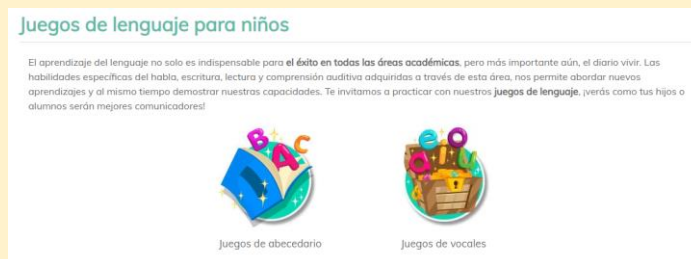 Juegos de lenguaje para niños
El aprendizaje del lenguaje no solo es indispensable para el éxito en todas las áreas académicas, pero más importante aún, el diario vivir. Las
habilidades específicas del habla, escritura, lectura y comprensión auditiva adquiridas a través de esta área, nos permite abordar nuevos
aprendizajes y al mismo tiempo demostrar nuestras capacidades. Te invitamos a practicar con nuestros juegos de lenguaje, ¡verás como tus hijos o
alumnos serán mejores comunicadores!
B A C
a e i o u
Juegos de abecedario Juegos de vocales